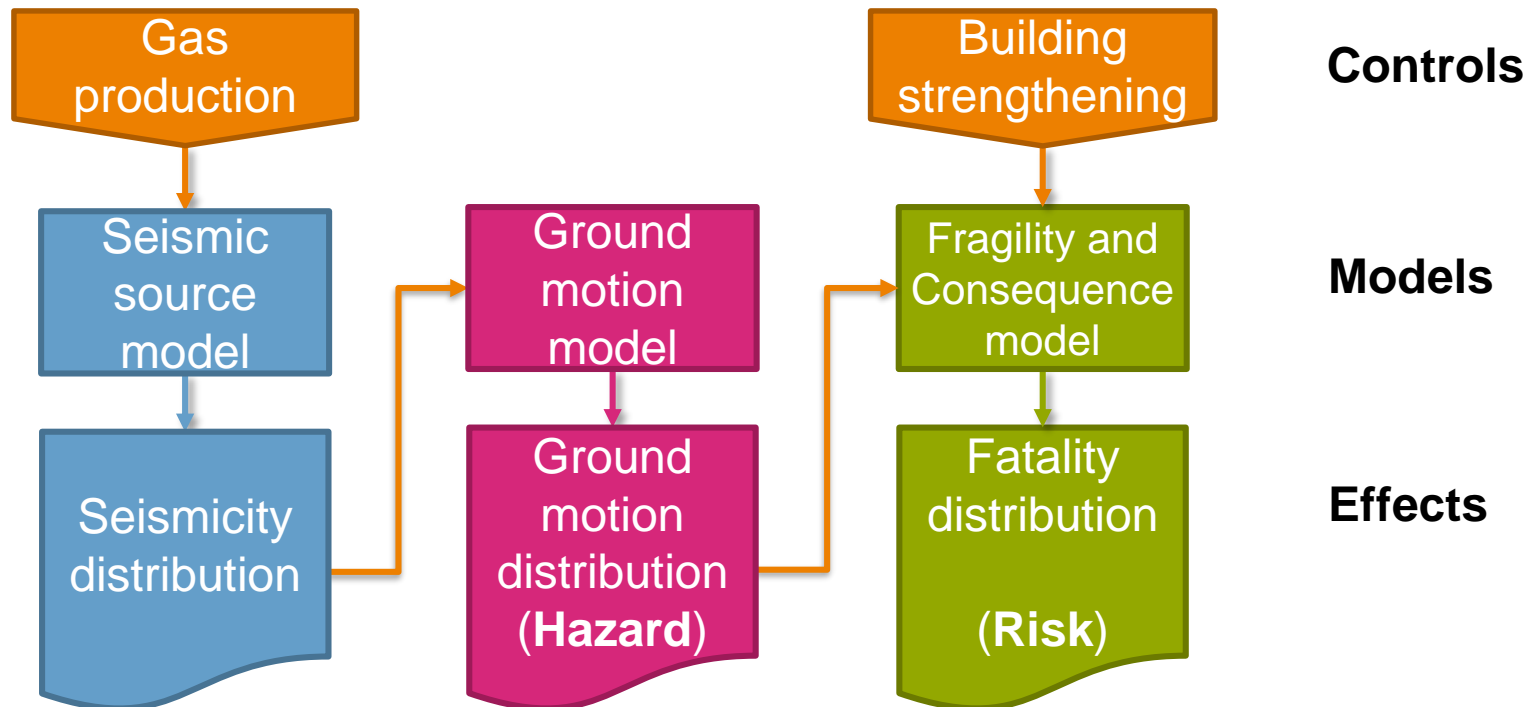 Gas
production
Building
strengthening
Controls
Seismic
source
model
Ground
motion
model
Fragility and
Consequence
model
Models
Seismicity
distribution
Ground
motion
distribution
(Hazard)
Fatality
distribution
(Risk)
Effects